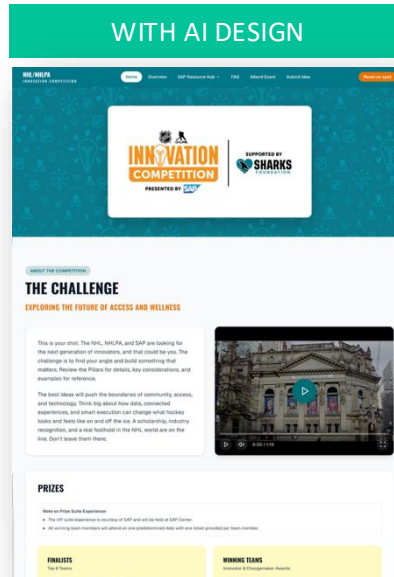 WITH AI DESIGN
NHL/NHLPA
INNOVATION COMPETITION
Home Overview SAP Resource Hub FAQ Attend Event Submit Idea Reserve spot
INNOVATION
COMPETITION
PRESENTED BY SAP
SUPPORTED BY
SHARKS
FOUNDATION
ABOUT THE COMPETITION
THE CHALLENGE
EXPLORING THE FUTURE OF ACCESS AND WELLNESS
This is your shot. The NHL, NHLPA, and SAP are looking for
the next generation of innovators, and that could be you. The
challenge is to find your angle and build something that
matters. Review the Pillars for details, key considerations, and
examples for reference.
The best ideas will push the boundaries of community, access,
and technology. Think big about how data, connected
experiences, and smart execution can change what hockey
looks and feels like on and off the ice. A scholarship, industry
recognition, and a real foothold in the NHL world are on the
line. Don't leave them there.
0:00 / 1:19
PRIZES
Note on Prize Suite Experience:
The VIP suite experience is courtesy of SAP and will be held at SAP Center.
All winning team members will attend on one predetermined date with one ticket provided per team member.
FINALISTS
Top 6 Teams
WINNING TEAMS
Innovator & Changemaker Awards